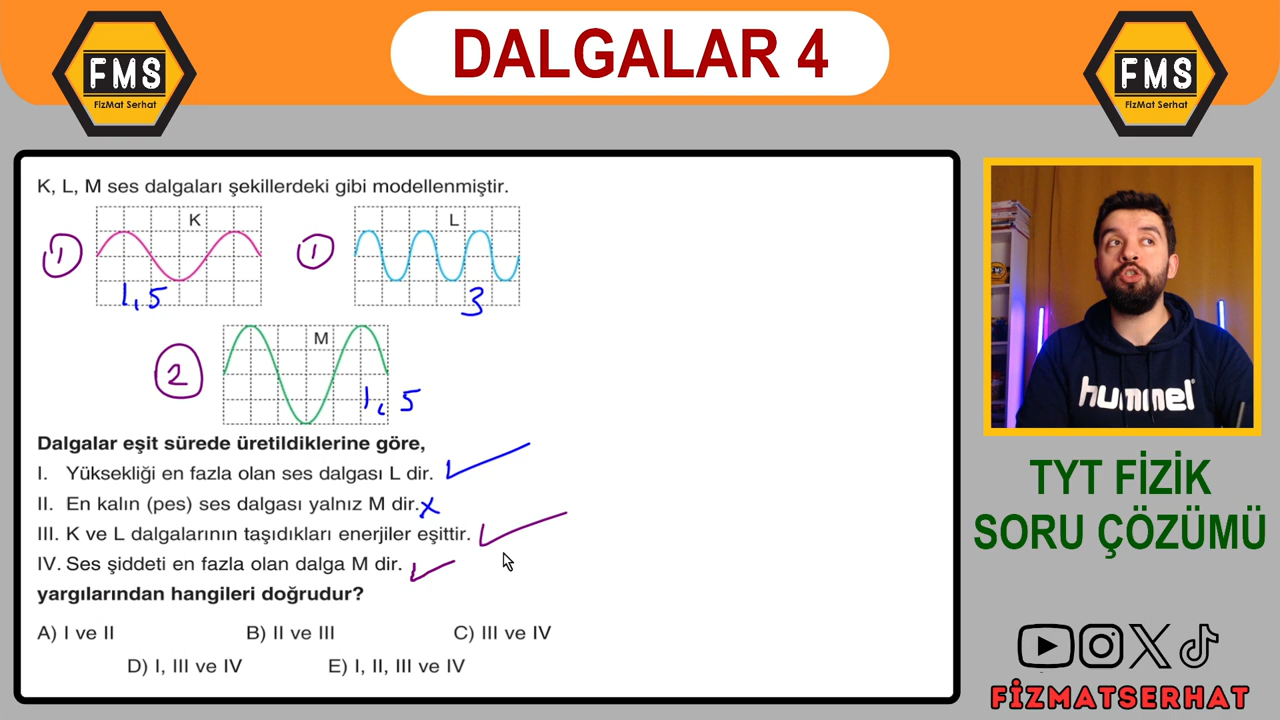 DALGALAR 4
FMS
FizMat Serhat
FMS
FizMat Serhat
K, L, M ses dalgaları şekillerdeki gibi modellenmiştir.
1 K 1 L
1,5 3
2 M
1,5
Dalgalar eşit sürede üretildiklerine göre,
I. Yüksekliği en fazla olan ses dalgası L dir.
II. En kalın (pes) ses dalgası yalnız M dir. x
III. K ve L dalgalarının taşıdıkları enerjiler eşittir.
IV. Ses şiddeti en fazla olan dalga M dir.
yargılarından hangileri doğrudur?
A) I ve II B) II ve III C) III ve IV
D) I, III ve IV E) I, II, III ve IV
hummel
TYT FİZİK
SORU ÇÖZÜMÜ
FİZMATSERHAT